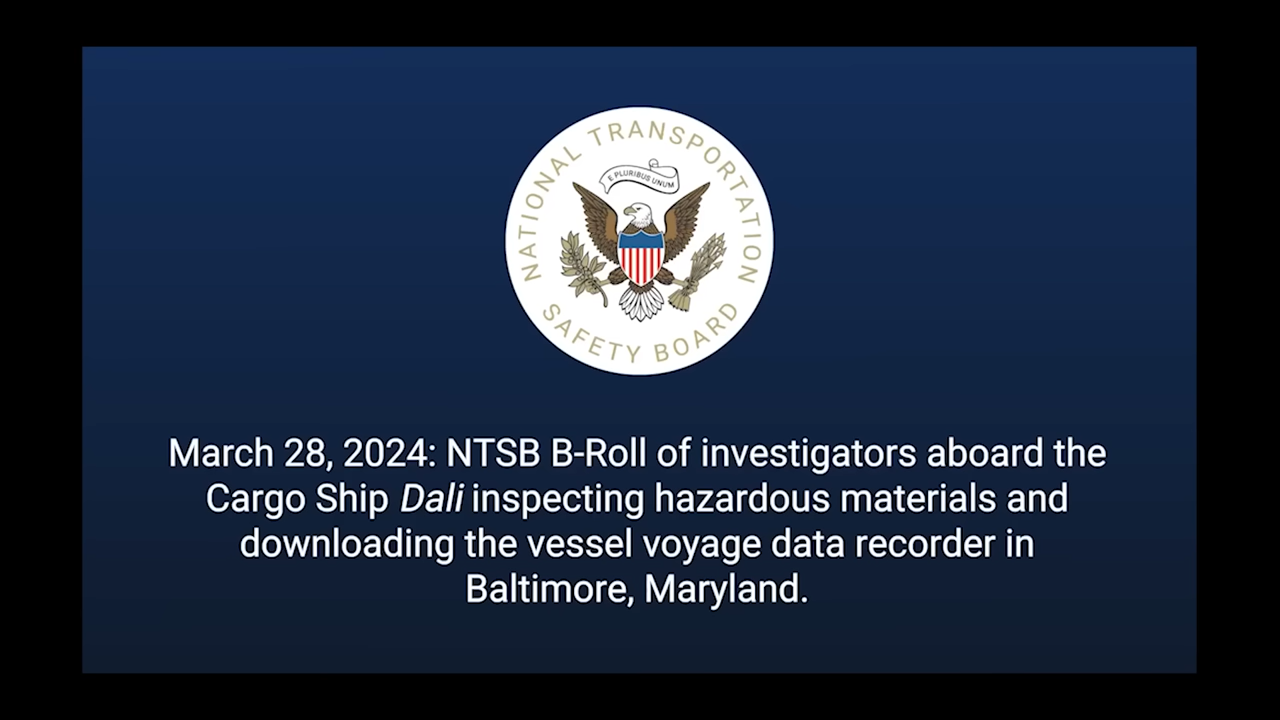 NATIONAL TRANSPORTATION
E PLURIBUS UNUM
SAFETY BOARD
March 28, 2024: NTSB B-Roll of investigators aboard the
Cargo Ship Dali inspecting hazardous materials and
downloading the vessel voyage data recorder in
Baltimore, Maryland.